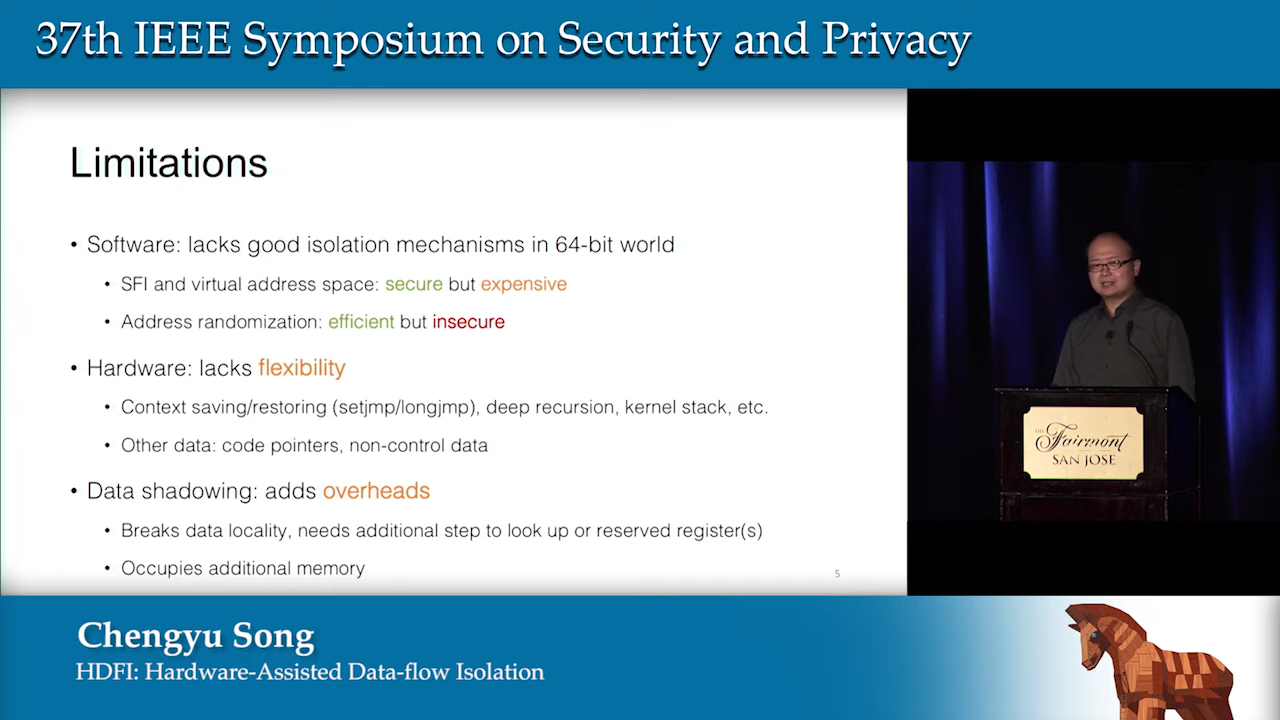 37th IEEE Symposium on Security and Privacy
Limitations
• Software: lacks good isolation mechanisms in 64-bit world
• SFI and virtual address space: secure but expensive
• Address randomization: efficient but insecure
• Hardware: lacks flexibility
• Context saving/restoring (setjmp/longjmp), deep recursion, kernel stack, etc.
• Other data: code pointers, non-control data
• Data shadowing: adds overheads
• Breaks data locality, needs additional step to look up or reserved register(s)
• Occupies additional memory
5
THE
Fairmont
SAN JOSE
Chengyu Song
HDFI: Hardware-Assisted Data-flow Isolation